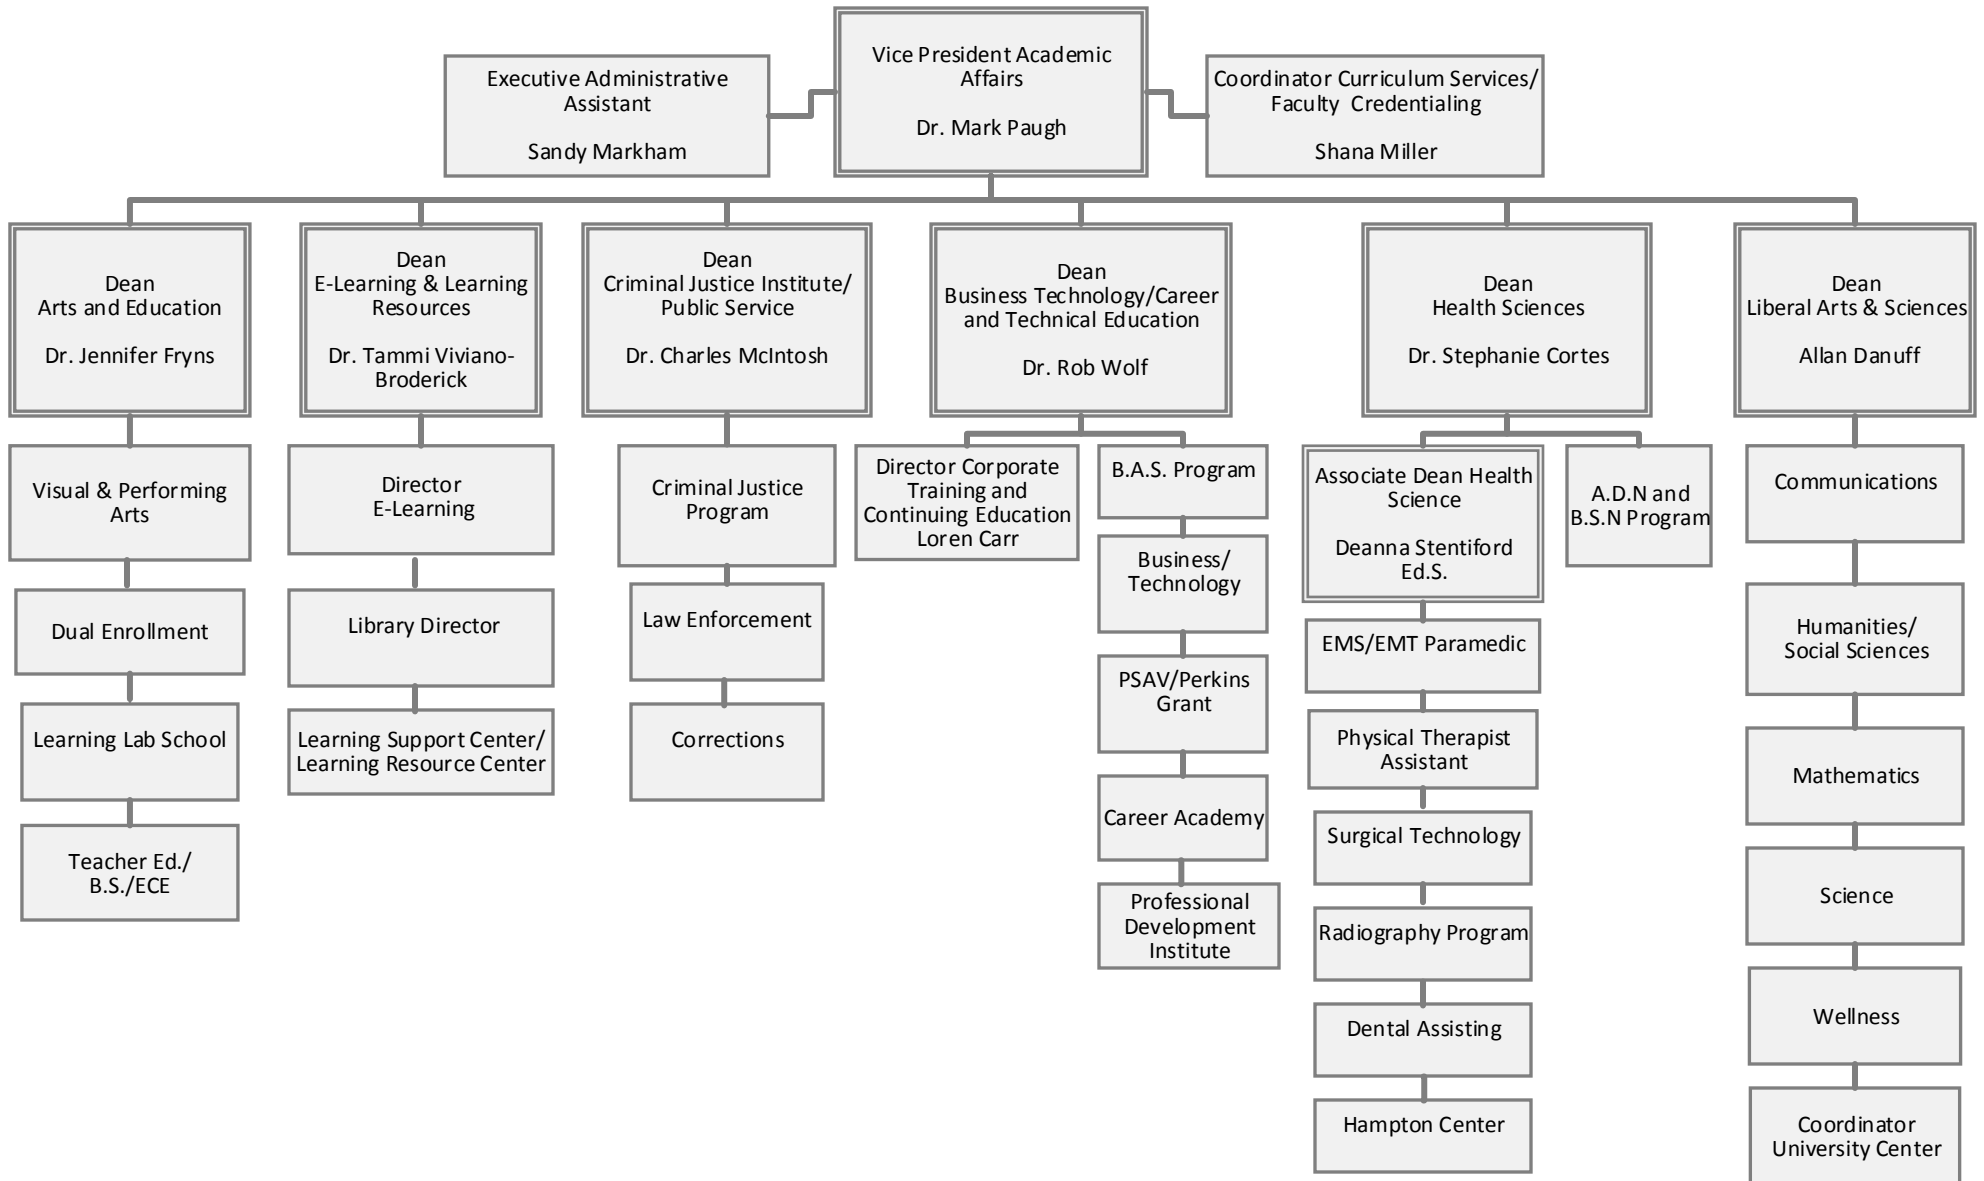 Vice President Academic
Affairs
Dr. Mark Paugh
Executive Administrative
Assistant
Sandy Markham
Coordinator Curriculum Services/
Faculty Credentialing
Shana Miller
Dean
Arts and Education
Dr. Jennifer Fryns
Dean
E-Learning & Learning
Resources
Dr. Tammi Viviano-
Broderick
Dean
Criminal Justice Institute/
Public Service
Dr. Charles McIntosh
Dean
Business Technology/Career
and Technical Education
Dr. Rob Wolf
Dean
Health Sciences
Dr. Stephanie Cortes
Dean
Liberal Arts & Sciences
Allan Danuff
Visual & Performing
Arts
Dual Enrollment
Learning Lab School
Teacher Ed./
B.S./ECE
Director
E-Learning
Library Director
Learning Support Center/
Learning Resource Center
Criminal Justice
Program
Law Enforcement
Corrections
Director Corporate
Training and
Continuing Education
Loren Carr
B.A.S. Program
Business/
Technology
PSAV/Perkins
Grant
Career Academy
Professional
Development
Institute
Associate Dean Health
Science
Deanna Stentiford
Ed.S.
EMS/EMT Paramedic
Physical Therapist
Assistant
Surgical Technology
Radiography Program
Dental Assisting
Hampton Center
A.D.N and
B.S.N Program
Communications
Humanities/
Social Sciences
Mathematics
Science
Wellness
Coordinator
University Center